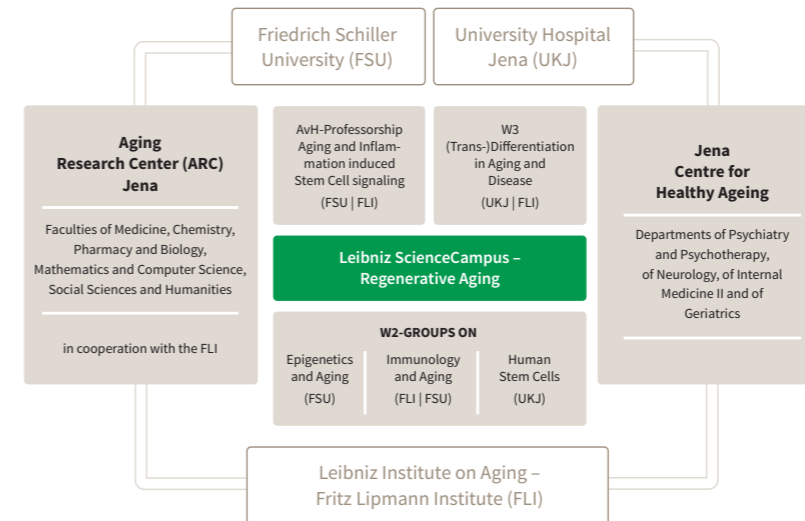 Friedrich Schiller
University (FSU)
University Hospital
Jena (UKJ)
Aging
Research Center (ARC)
Jena
Faculties of Medicine, Chemistry,
Pharmacy and Biology,
Mathematics and Computer Science,
Social Sciences and Humanities
in cooperation with the FLI
AvH-Professorship
Aging and Inflam-
mation induced
Stem Cell signaling
(FSU | FLI)
W3
(Trans-)Differentiation
in Aging and
Disease
(UKJ | FLI)
Leibniz ScienceCampus –
Regenerative Aging
W2-GROUPS ON
Epigenetics
and Aging
(FSU)
Immunology
and Aging
(FLI | FSU)
Human
Stem Cells
(UKJ)
Jena
Centre for
Healthy Ageing
Departments of Psychiatry
and Psychotherapy,
of Neurology, of Internal
Medicine II and of
Geriatrics
Leibniz Institute on Aging –
Fritz Lipmann Institute (FLI)